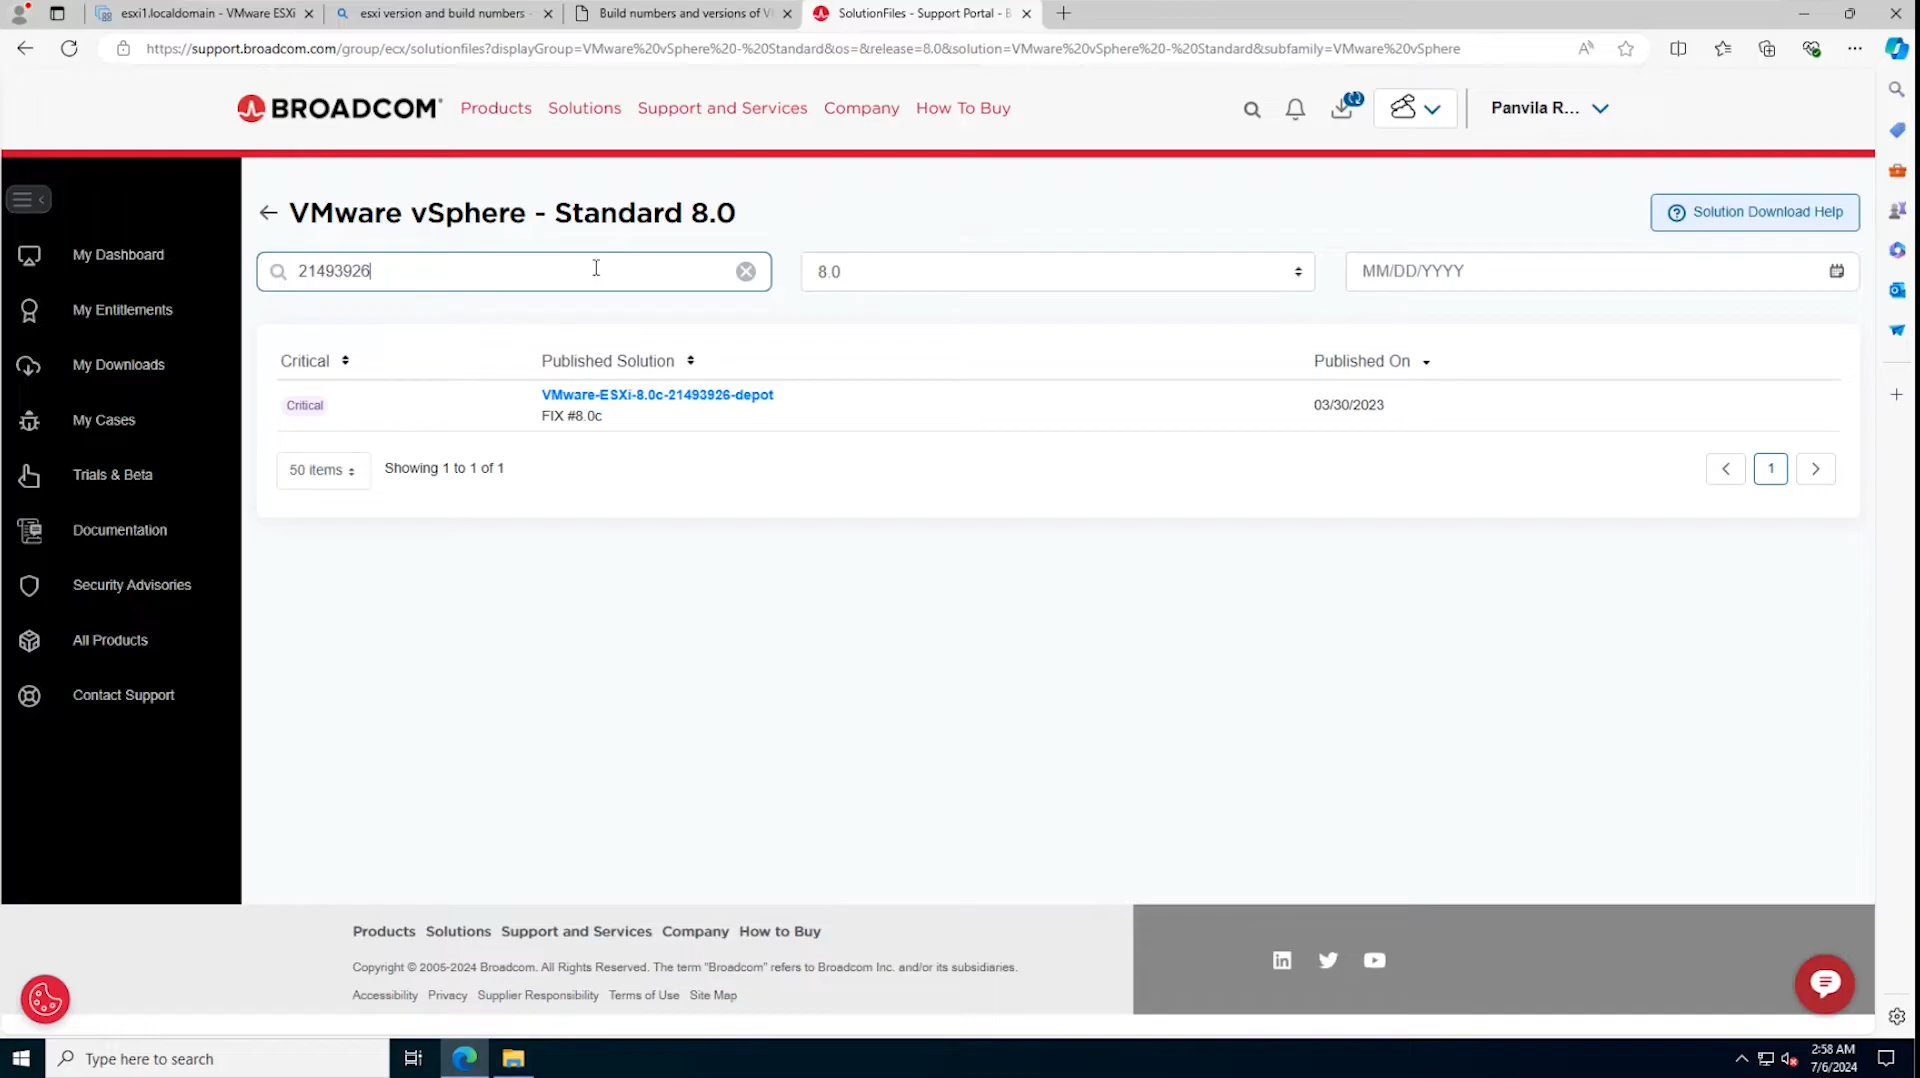 esxi1.localdomain - VMware ESXi
esxi version and build numbers -
Build numbers and versions of V
SolutionFiles - Support Portal - B
https://support.broadcom.com/group/ecx/solutionfiles?displayGroup=VMware%20vSphere%20-%20Standard&os=&release=8.0&solution=VMware%20vSphere%20-%20Standard&subfamily=VMware%20vSphere
BROADCOM
Products
Solutions
Support and Services
Company
How To Buy
Panvila R...
VMware vSphere - Standard 8.0
Solution Download Help
21493926
8.0
MM/DD/YYYY
My Dashboard
My Entitlements
My Downloads
My Cases
Trials & Beta
Documentation
Security Advisories
All Products
Contact Support
Critical
Published Solution
Published On
Critical
VMware-ESXi-8.0c-21493926-depot
FIX #8.0c
03/30/2023
50 items
Showing 1 to 1 of 1
1
Products
Solutions
Support and Services
Company
How to Buy
Copyright © 2005-2024 Broadcom. All Rights Reserved. The term "Broadcom" refers to Broadcom Inc. and/or its subsidiaries.
Accessibility
Privacy
Supplier Responsibility
Terms of Use
Site Map
Type here to search
2:58 AM
7/6/2024